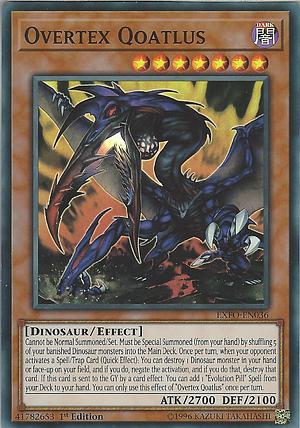 OVERTEX QOATLUS
DARK
闇
EXFO-EN036
[DINOSAUR/EFFECT]
Cannot be Normal Summoned/Set. Must be Special Summoned (from your hand) by shuffling 5
of your banished Dinosaur monsters into the Main Deck. Once per turn, when your opponent
activates a Spell/Trap Card (Quick Effect): You can destroy 1 Dinosaur monster in your hand
or face-up on your field, and if you do, negate the activation, and if you do that, destroy that
card. If this card is sent to the GY by a card effect: You can add 1 "Evolution Pill" Spell from
your Deck to your hand. You can only use this effect of "Overtex Qoatlus" once per turn.
ATK/2700 DEF/2100
41782653 1st Edition
©1996 KAZUKI TAKAHASHI